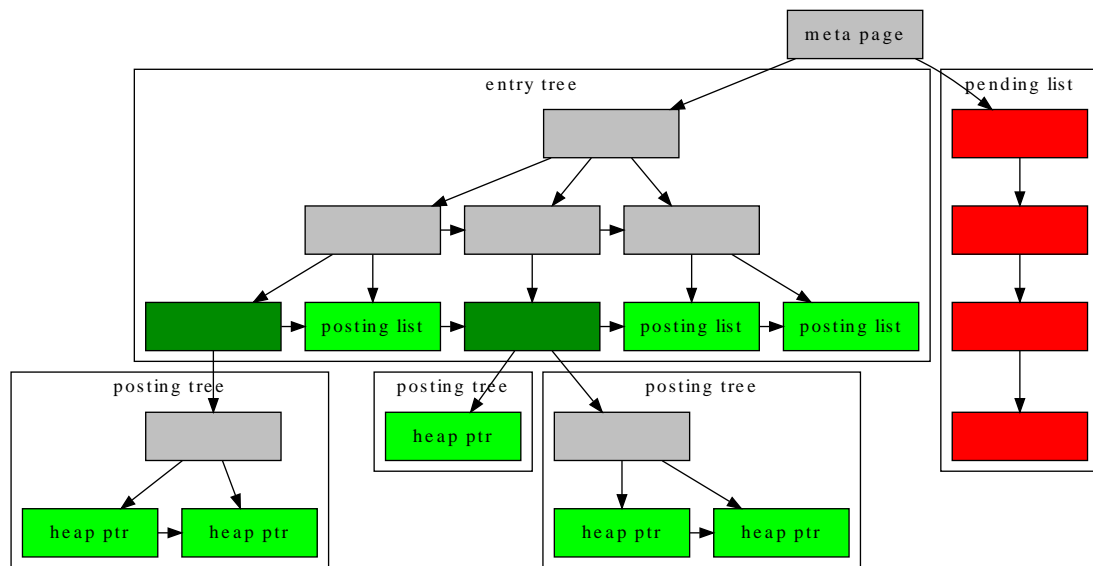 meta page
entry tree
pending list
posting list
posting list
posting list
posting tree
posting tree
posting tree
heap ptr
heap ptr
heap ptr
heap ptr
heap ptr